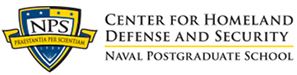 NPS
PRAESTANTIA PER SCIENTIAM
CENTER FOR HOMELAND
DEFENSE AND SECURITY
NAVAL POSTGRADUATE SCHOOL